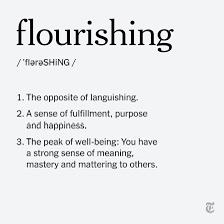 flourishing
/ ˈflərəSHiNG /
1. The opposite of languishing.
2. A sense of fulfillment, purpose
and happiness.
3. The peak of well-being: You have
a strong sense of meaning,
mastery and mattering to others.
T